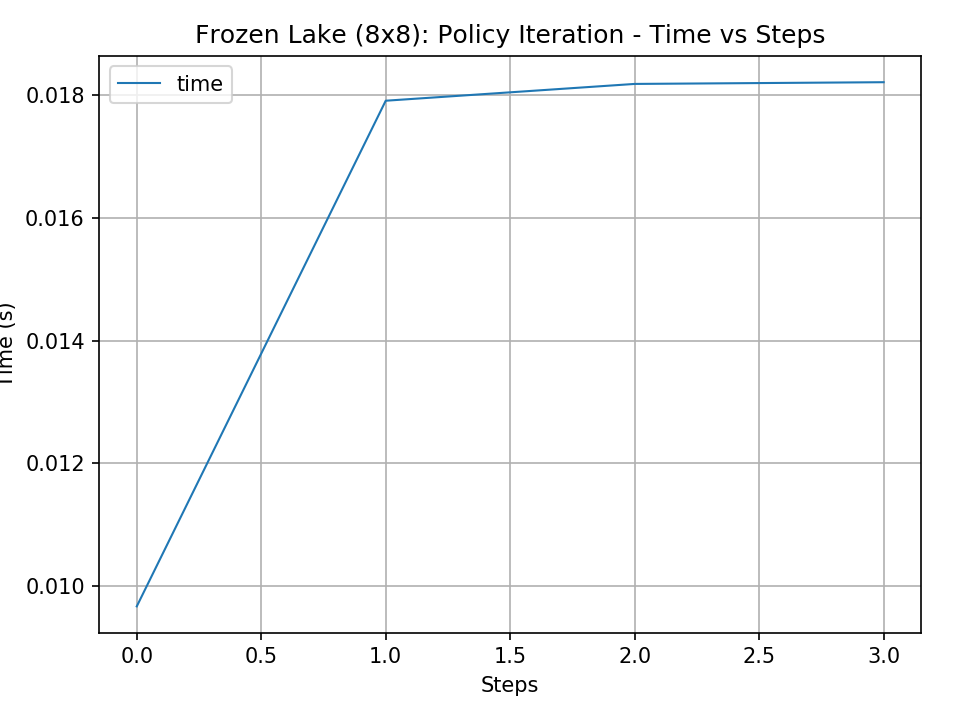 Frozen Lake (8x8): Policy Iteration - Time vs Steps
time
0.018
0.016
0.014
0.012
0.010
Time (s)
0.0 0.5 1.0 1.5 2.0 2.5 3.0
Steps